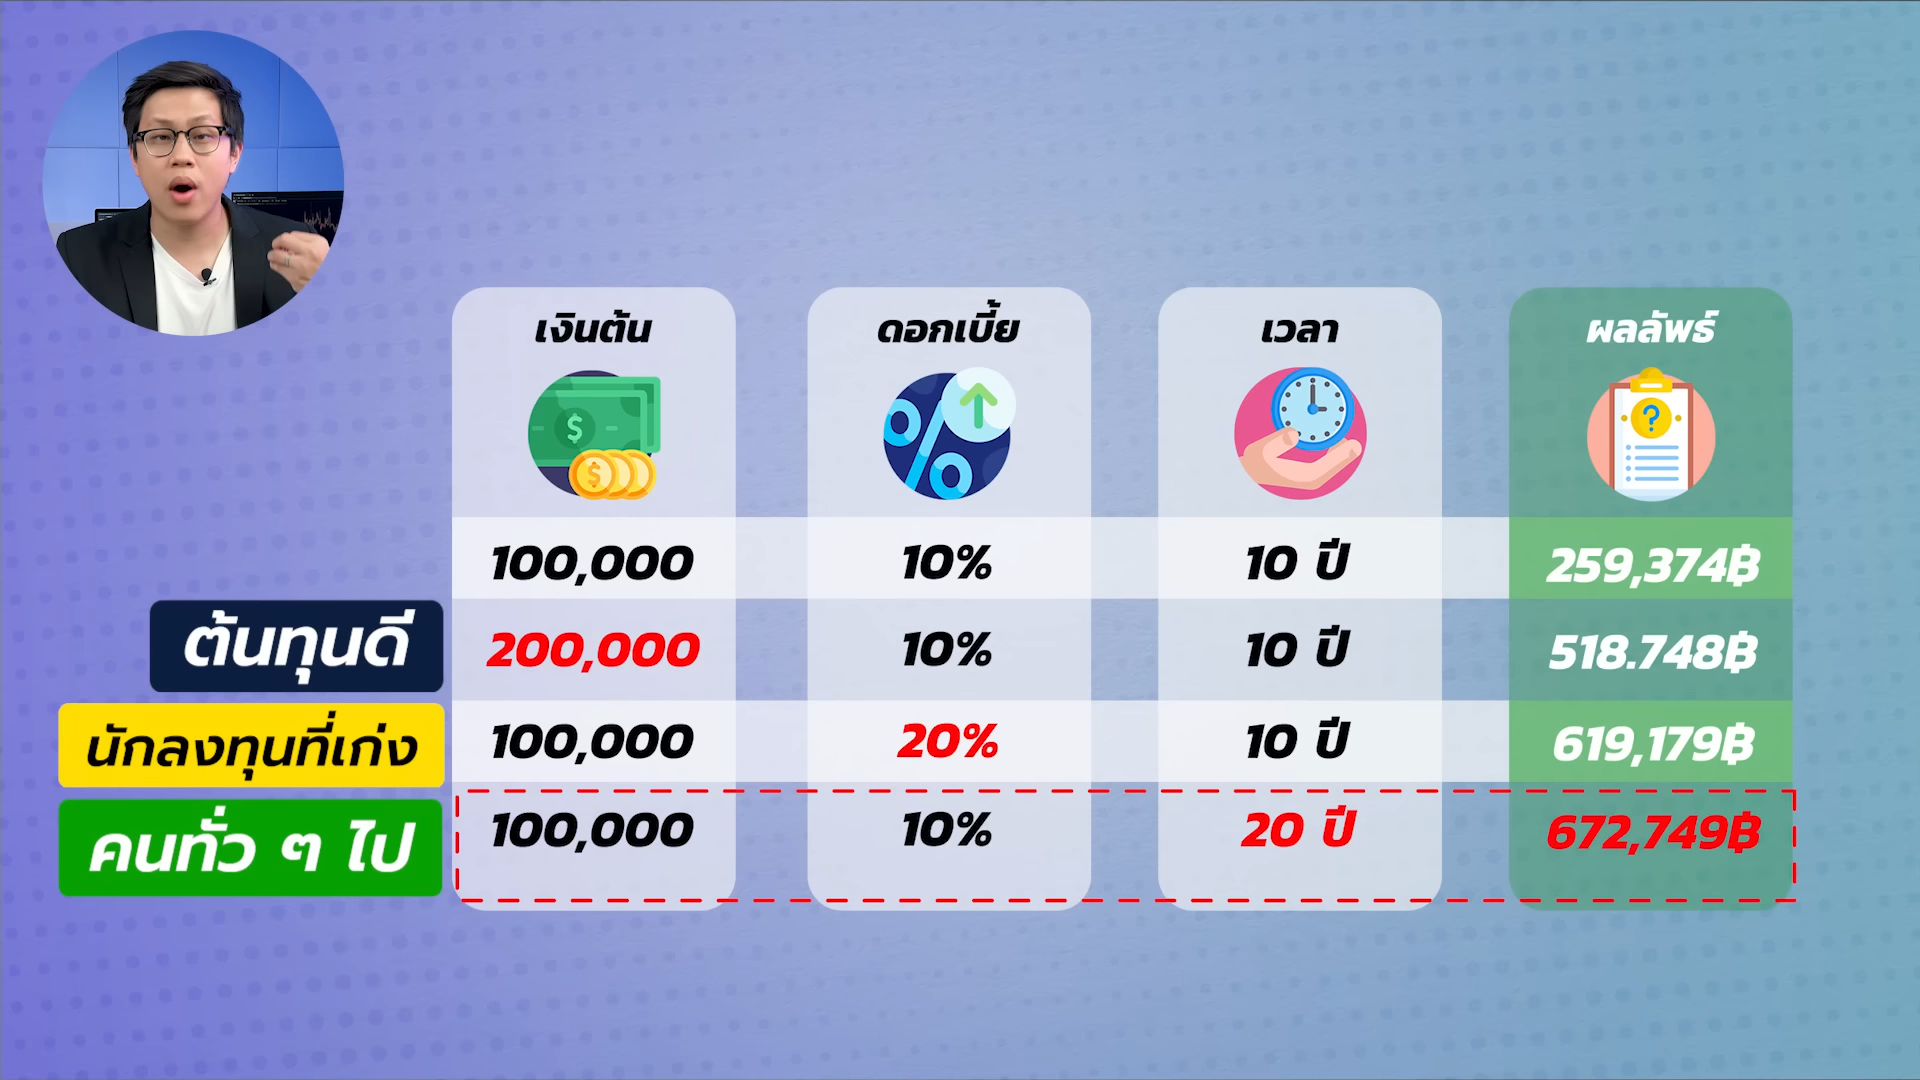 เงินต้น ดอกเบี้ย เวลา ผลลัพธ์
100,000 10% 10 ปี 259,374฿
ต้นทุนดี 200,000 10% 10 ปี 518.748฿
นักลงทุนที่เก่ง 100,000 20% 10 ปี 619,179฿
คนทั่ว ๆ ไป 100,000 10% 20 ปี 672,749฿